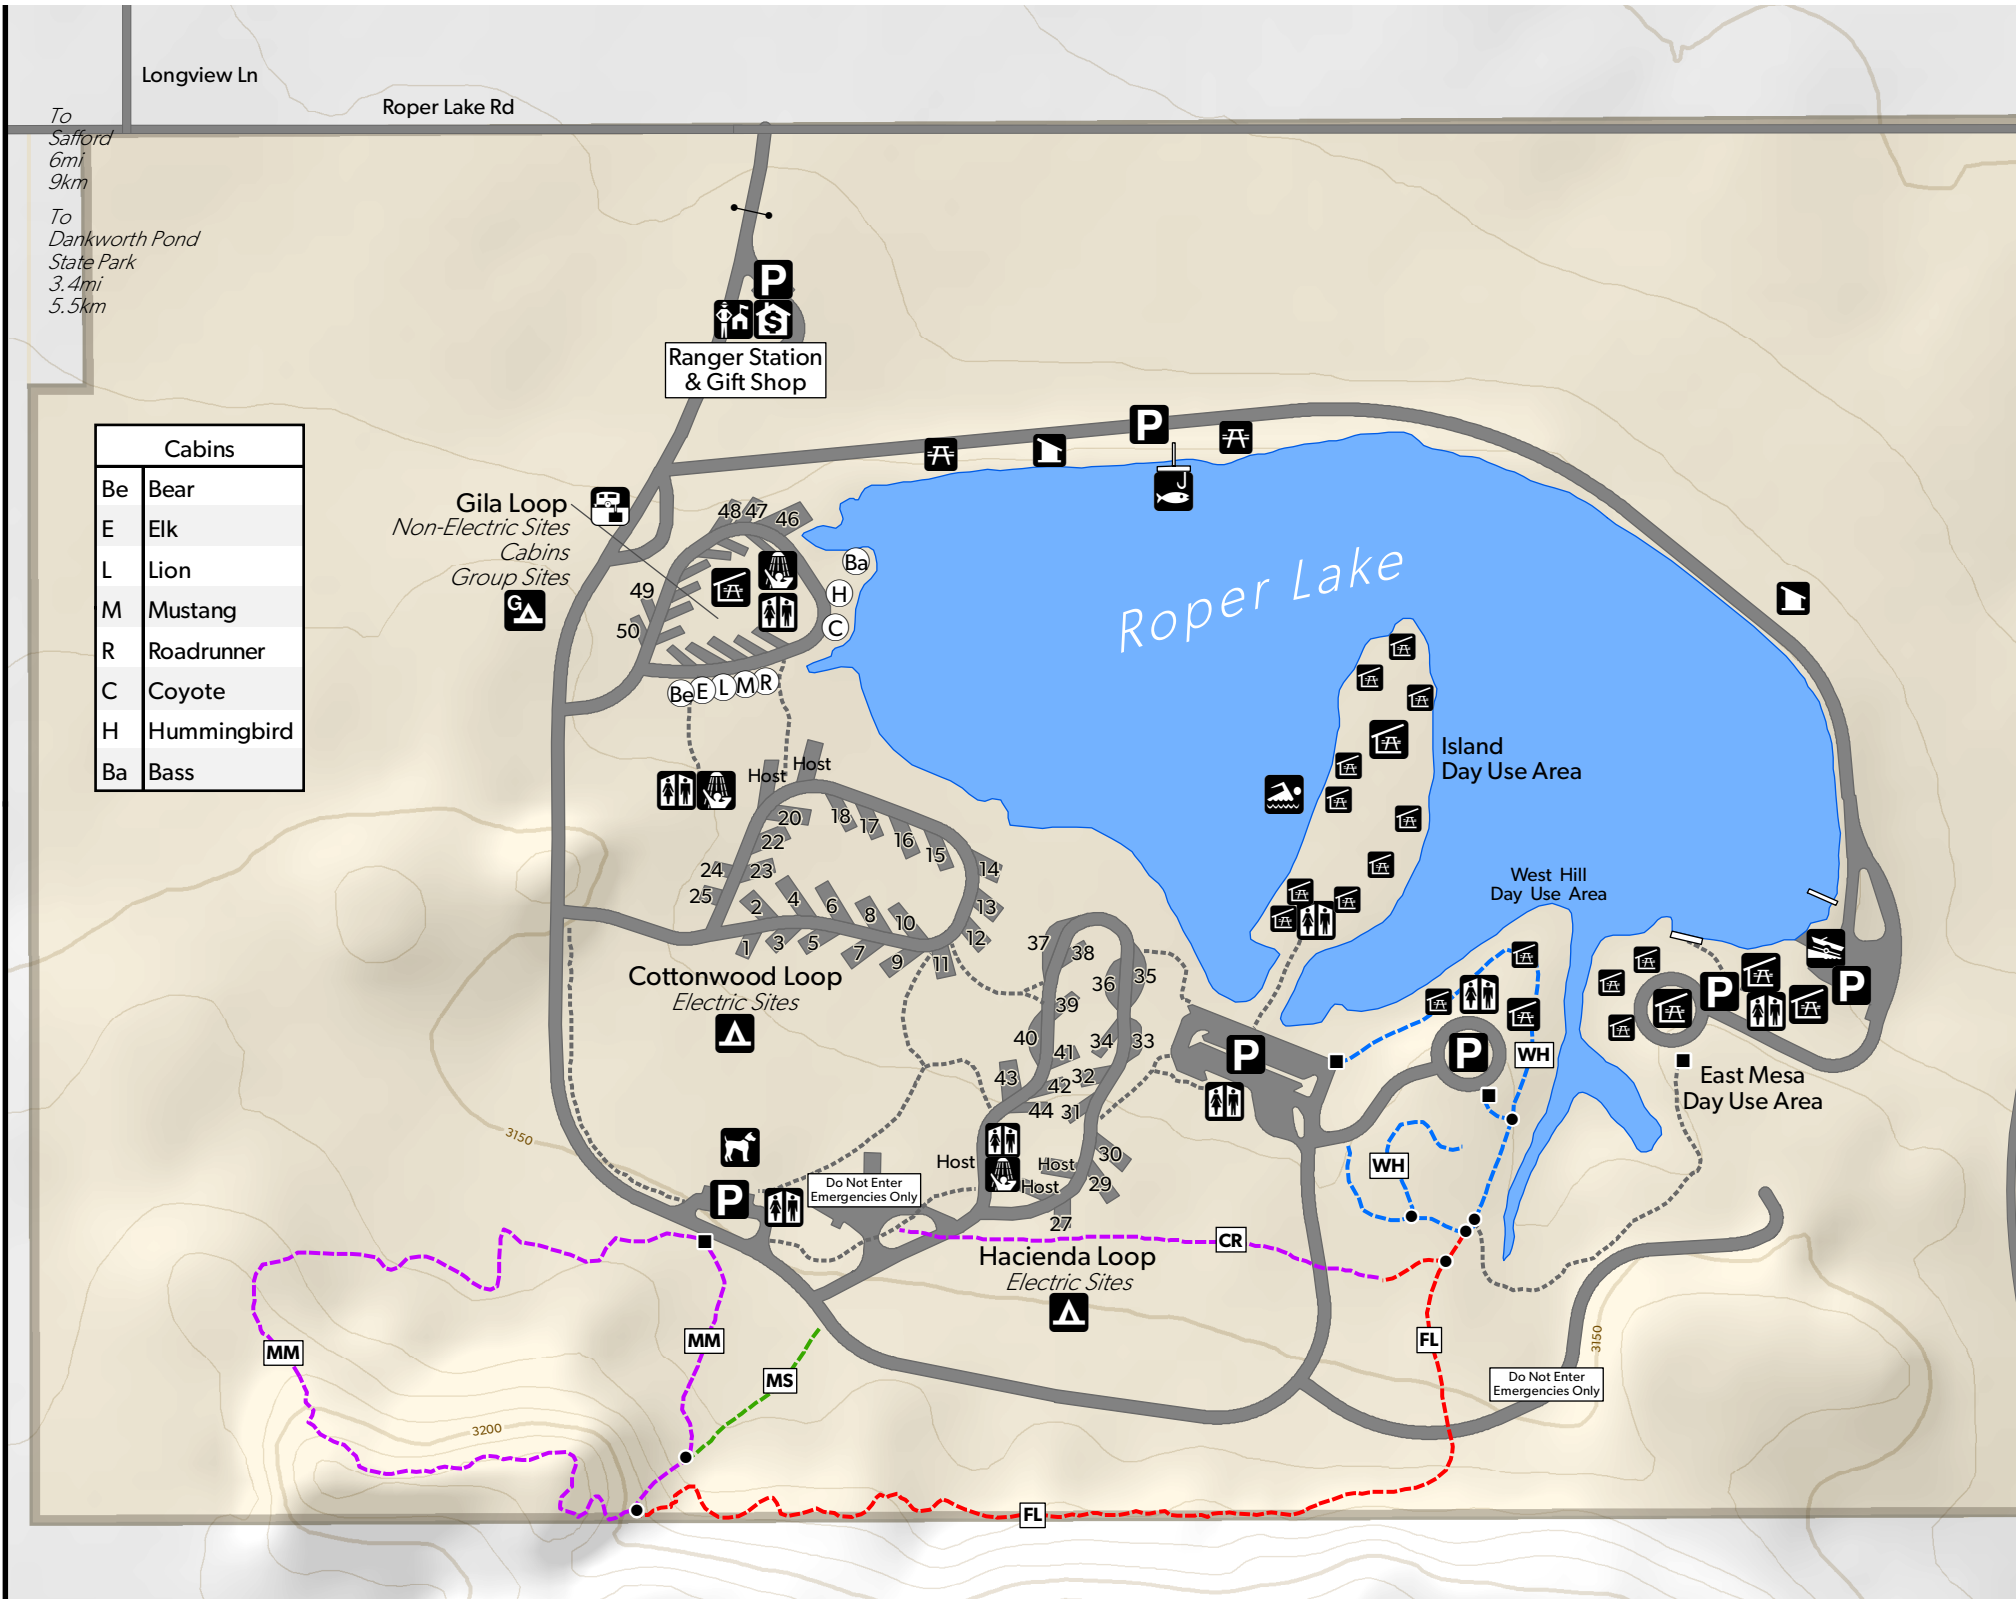 Longview Ln
Roper Lake Rd
To
Safford
6mi
9km
To
Dankworth Pond
State Park
3.4mi
5.5km
P
Ranger Station
& Gift Shop
Cabins
Be Bear
E Elk
L Lion
M Mustang
R Roadrunner
C Coyote
H Hummingbird
Ba Bass
P
Gila Loop
Non-Electric Sites
Cabins
Group Sites
G
48
47
46
49
50
Ba
H
C
Be
E
L
M
R
Roper Lake
Island
Day Use Area
West Hill
Day Use Area
Host
Host
20
18
17
16
15
14
22
23
24
25
2
4
6
8
10
13
12
1
3
5
7
9
11
Cottonwood Loop
Electric Sites
37
38
36
35
39
40
41
34
33
43
42
32
44
31
30
29
27
Host
Host
Host
P
P
P
P
WH
WH
East Mesa
Day Use Area
3150
P
Do Not Enter
Emergencies Only
CR
Hacienda Loop
Electric Sites
MM
MM
MS
FL
3150
Do Not Enter
Emergencies Only
3200
FL